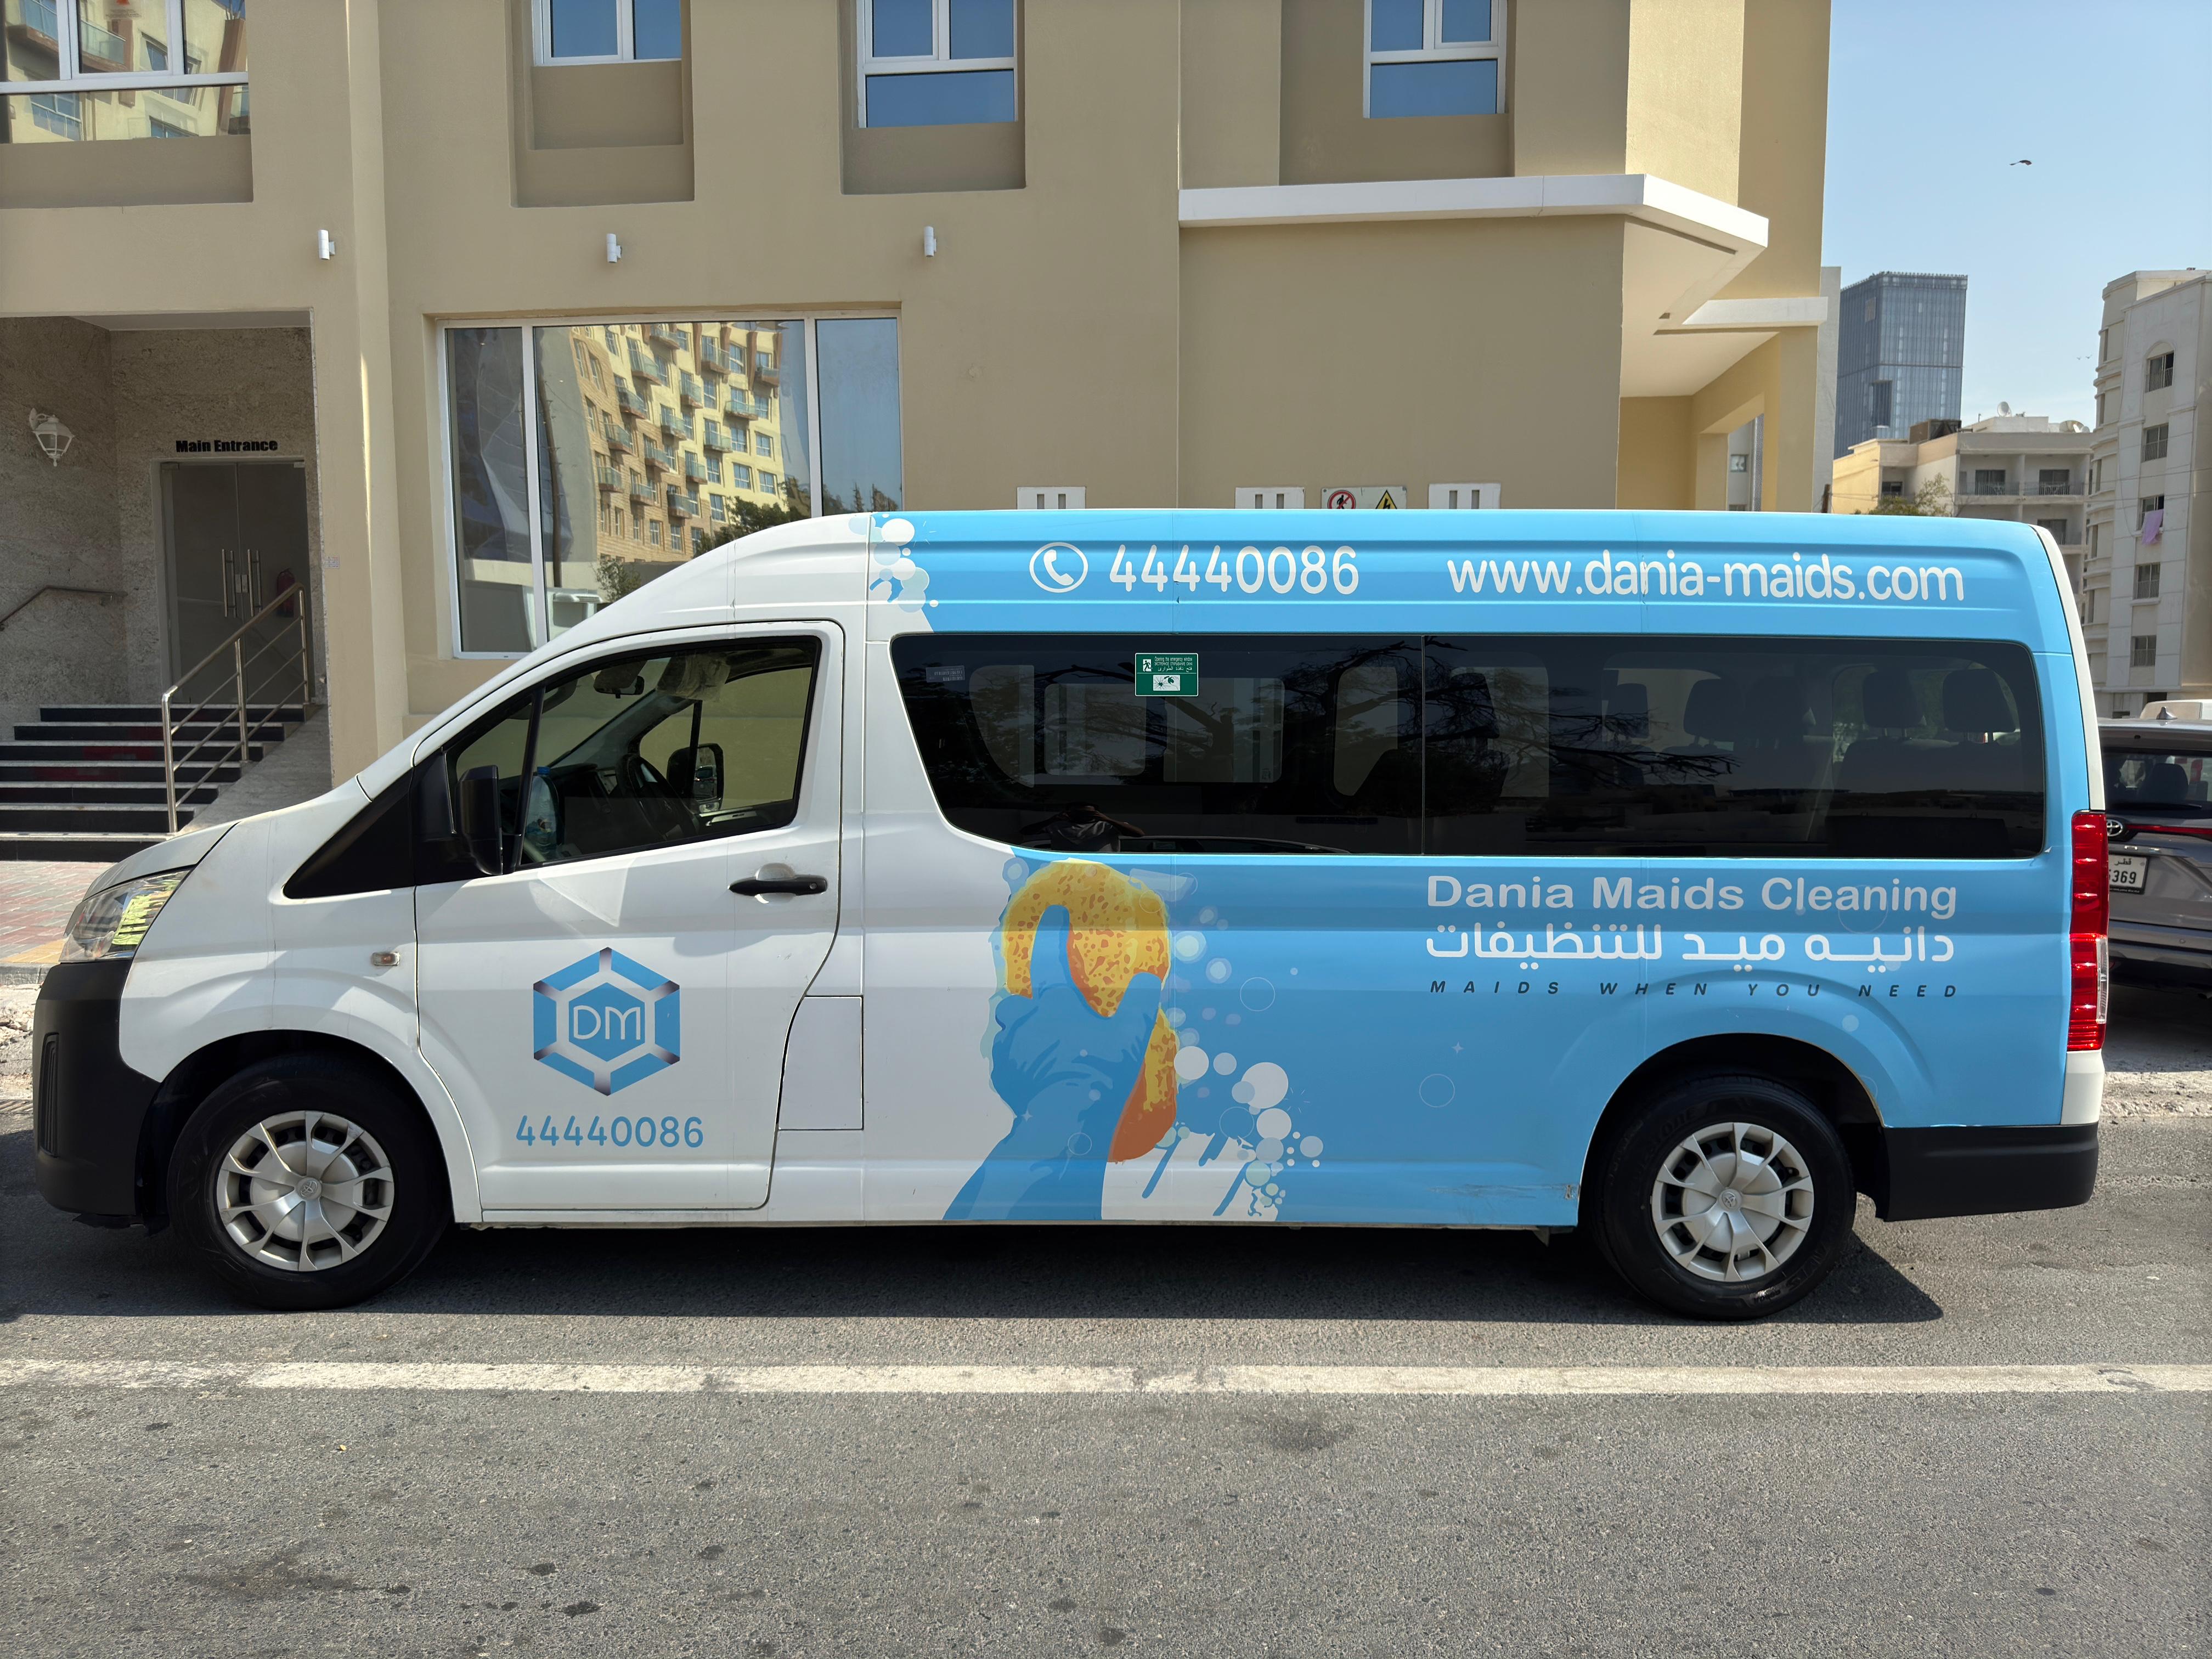 Main Entrance
44440086
www.dania-maids.com
Dania Maids Cleaning
دانيه ميد للتنظيفات
MAIDS WHEN YOU NEED
DM
44440086
قطر
369